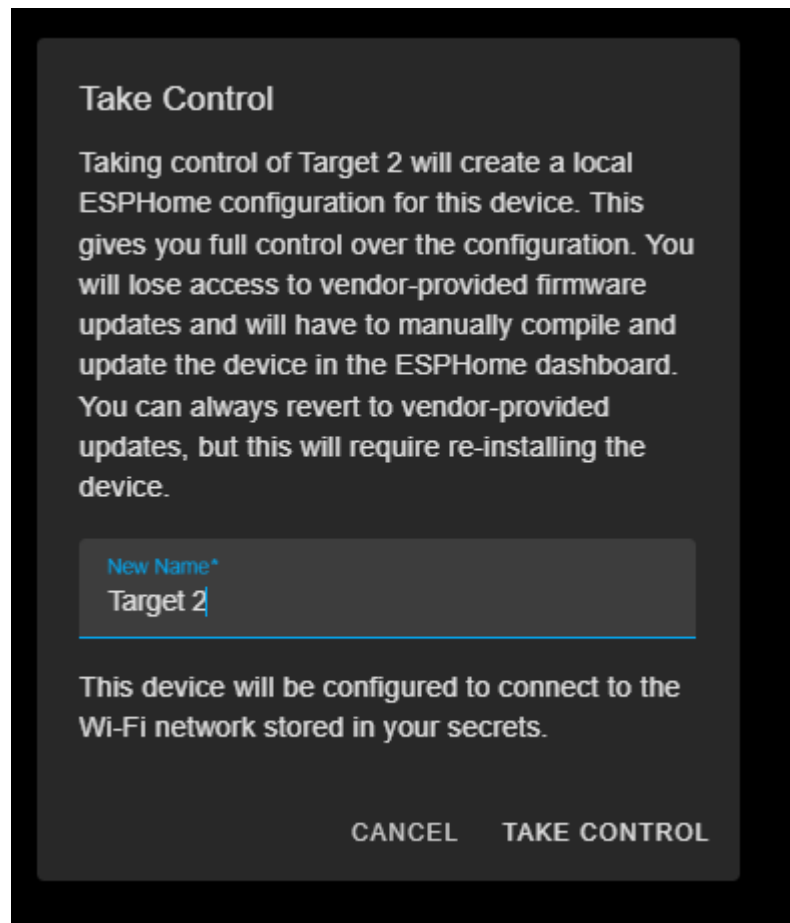 Take Control
Taking control of Target 2 will create a local
ESPHome configuration for this device. This
gives you full control over the configuration. You
will lose access to vendor-provided firmware
updates and will have to manually compile and
update the device in the ESPHome dashboard.
You can always revert to vendor-provided
updates, but this will require re-installing the
device.
New Name*
Target 2
This device will be configured to connect to the
Wi-Fi network stored in your secrets.
CANCEL TAKE CONTROL